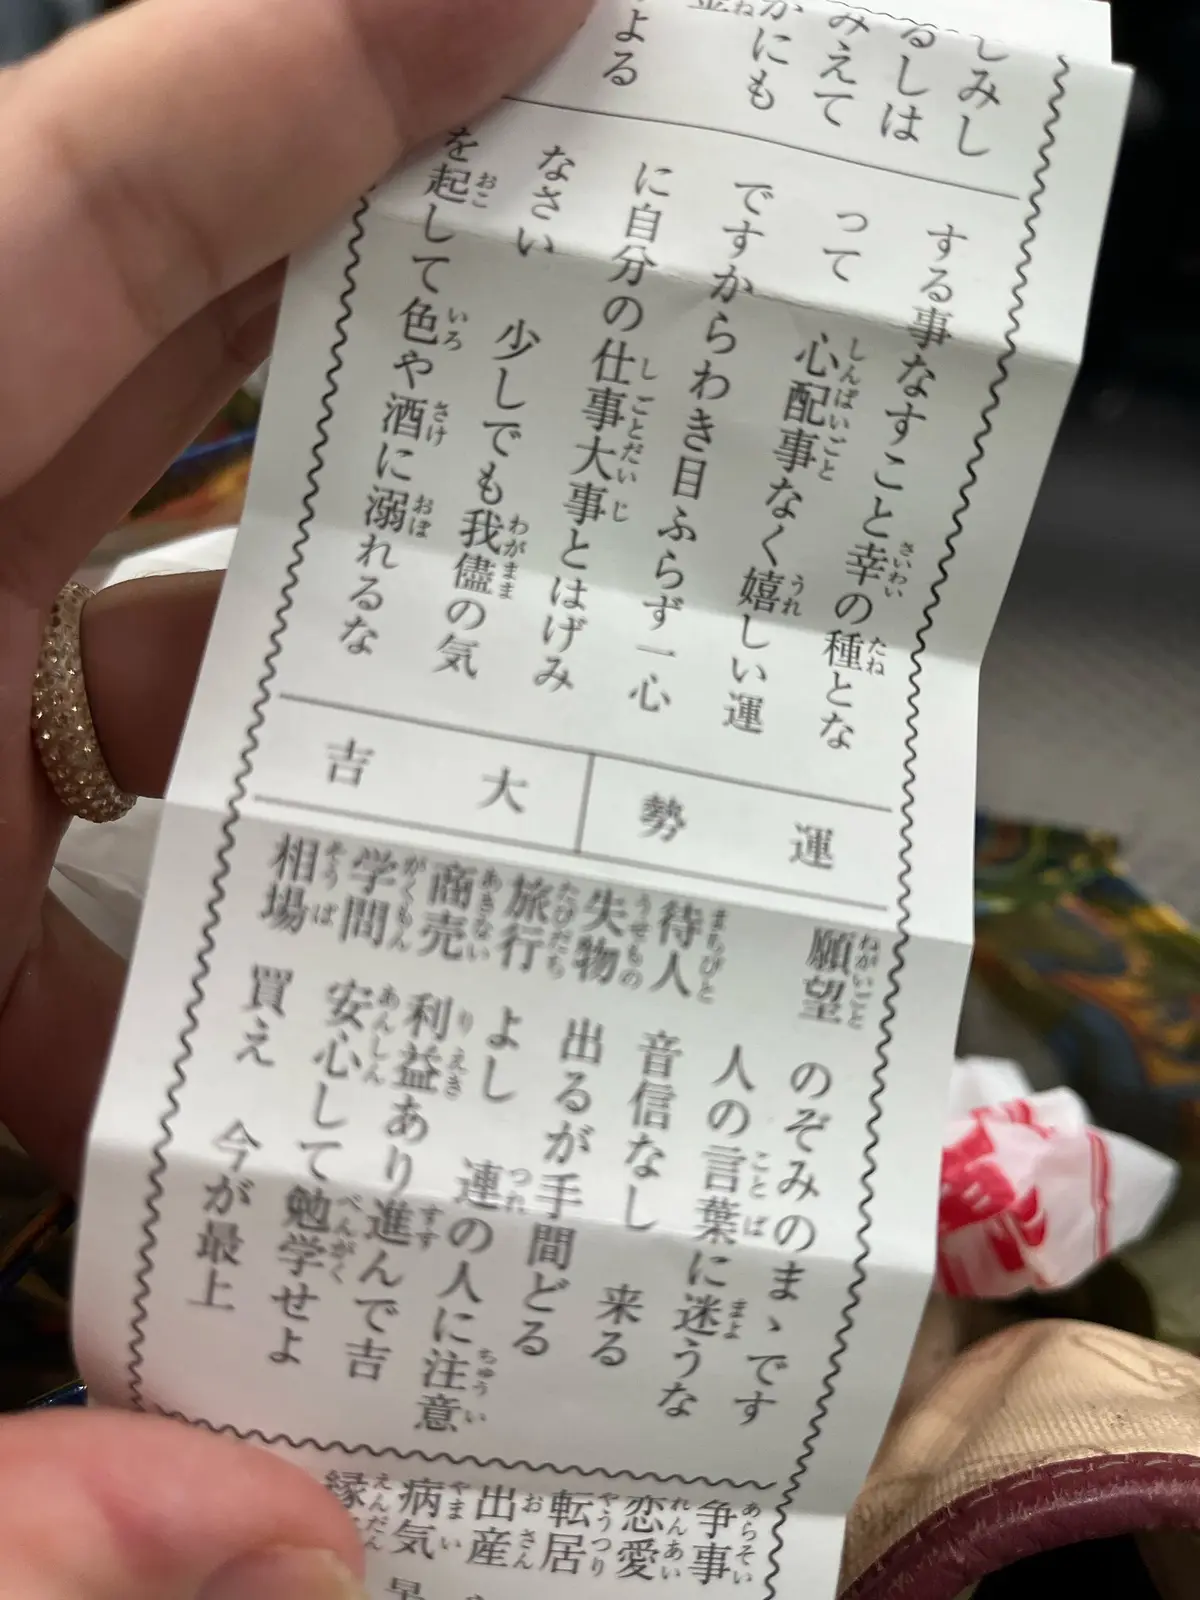 しみし
るしは
みえて
かにも
よる
する事なすこと幸の種とな
って 心配事なく嬉しい運
ですからわき目ふらず一心
に自分の仕事大事とはげみ
なさい 少しでも我儘の気
を起して色や酒に溺れるな
運勢 大吉
願望 のぞみのまゝです
人の言葉に迷うな
待人 音信なし 来る
失物 出るが手間どる
旅行 よし 連の人に注意
商売 利益あり進んで吉
学問 安心して勉学せよ
相場 買え 今が最上
争事
恋愛
転居
出産
病気
縁